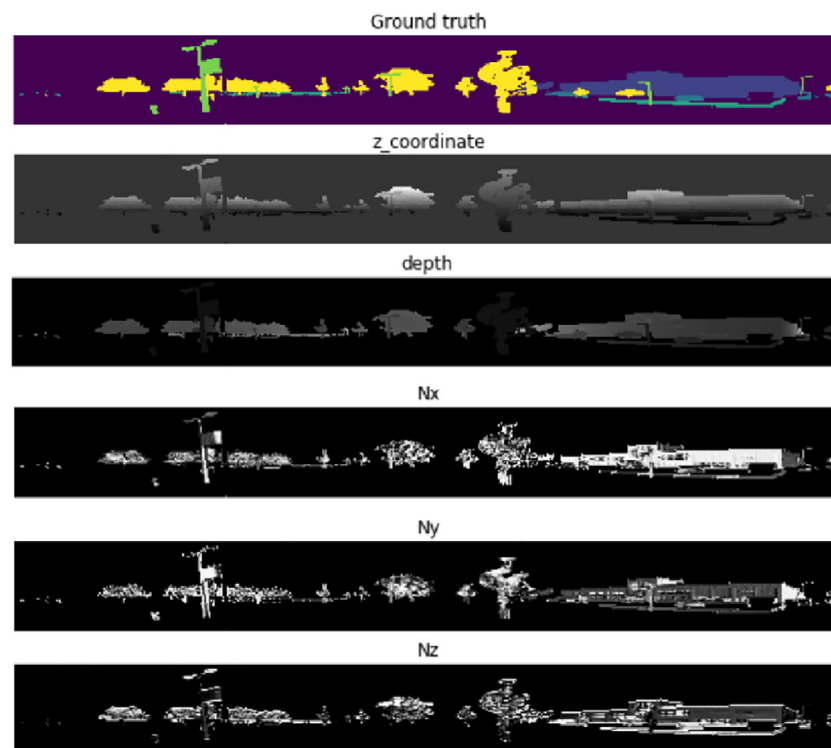 Ground truth
z_coordinate
depth
Nx
Ny
Nz